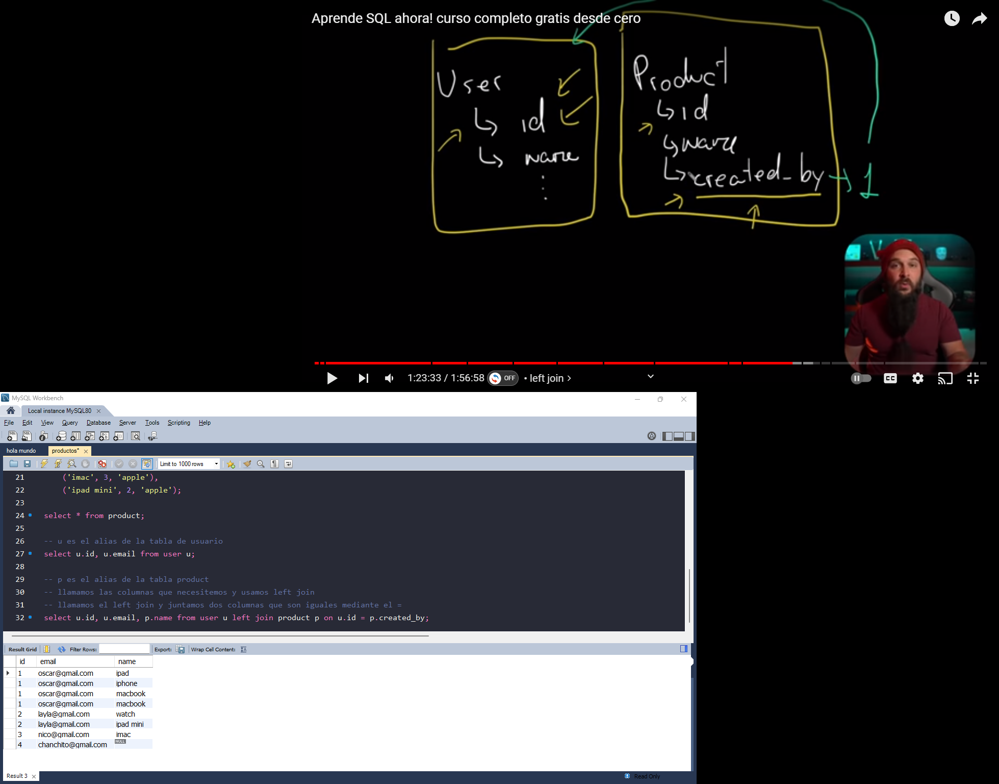 Aprende SQL ahora! curso completo gratis desde cero
User
id
name
Product
id
name
created_by
1
1:23:33 / 1:56:58 OFF • left join >
CC
MySQL Workbench
Local instance MySQL80
File Edit View Query Database Server Tools Scripting Help
hola mundo productos*
Limit to 1000 rows
21 ('imac', 3, 'apple'),
22 ('ipad mini', 2, 'apple');
23
24 select * from product;
25
26 -- u es el alias de la tabla de usuario
27 select u.id, u.email from user u;
28
29 -- p es el alias de la tabla product
30 -- llamamos las columnas que necesitemos y usamos left join
31 -- llamamos el left join y juntamos dos columnas que son iguales mediante el =
32 select u.id, u.email, p.name from user u left join product p on u.id = p.created_by;
Result Grid Filter Rows: Export: Wrap Cell Content:
id email name
1 oscar@gmail.com ipad
1 oscar@gmail.com iphone
1 oscar@gmail.com macbook
1 oscar@gmail.com macbook
2 layla@gmail.com watch
2 layla@gmail.com ipad mini
3 nico@gmail.com imac
4 chanchito@gmail.com NULL
Result 3
Read Only